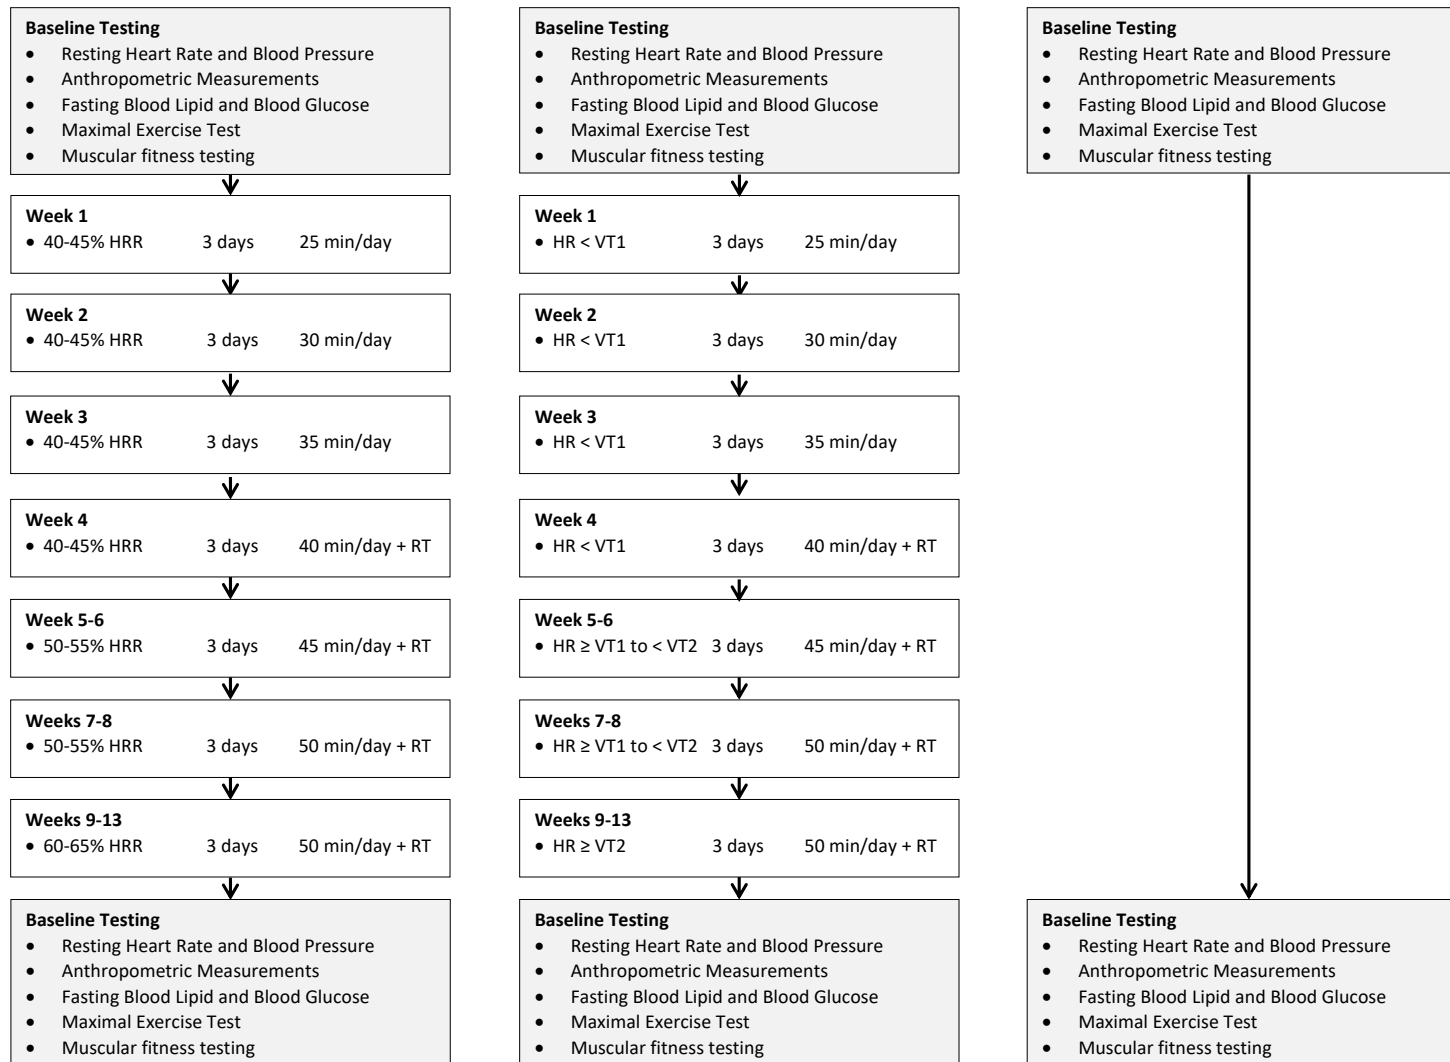 Baseline Testing
• Resting Heart Rate and Blood Pressure
• Anthropometric Measurements
• Fasting Blood Lipid and Blood Glucose
• Maximal Exercise Test
• Muscular fitness testing
Week 1
• 40-45% HRR 3 days 25 min/day
Week 2
• 40-45% HRR 3 days 30 min/day
Week 3
• 40-45% HRR 3 days 35 min/day
Week 4
• 40-45% HRR 3 days 40 min/day + RT
Week 5-6
• 50-55% HRR 3 days 45 min/day + RT
Weeks 7-8
• 50-55% HRR 3 days 50 min/day + RT
Weeks 9-13
• 60-65% HRR 3 days 50 min/day + RT
Baseline Testing
• Resting Heart Rate and Blood Pressure
• Anthropometric Measurements
• Fasting Blood Lipid and Blood Glucose
• Maximal Exercise Test
• Muscular fitness testing
Baseline Testing
• Resting Heart Rate and Blood Pressure
• Anthropometric Measurements
• Fasting Blood Lipid and Blood Glucose
• Maximal Exercise Test
• Muscular fitness testing
Week 1
• HR < VT1 3 days 25 min/day
Week 2
• HR < VT1 3 days 30 min/day
Week 3
• HR < VT1 3 days 35 min/day
Week 4
• HR < VT1 3 days 40 min/day + RT
Week 5-6
• HR ≥ VT1 to < VT2 3 days 45 min/day + RT
Weeks 7-8
• HR ≥ VT1 to < VT2 3 days 50 min/day + RT
Weeks 9-13
• HR ≥ VT2 3 days 50 min/day + RT
Baseline Testing
• Resting Heart Rate and Blood Pressure
• Anthropometric Measurements
• Fasting Blood Lipid and Blood Glucose
• Maximal Exercise Test
• Muscular fitness testing
Baseline Testing
• Resting Heart Rate and Blood Pressure
• Anthropometric Measurements
• Fasting Blood Lipid and Blood Glucose
• Maximal Exercise Test
• Muscular fitness testing
Baseline Testing
• Resting Heart Rate and Blood Pressure
• Anthropometric Measurements
• Fasting Blood Lipid and Blood Glucose
• Maximal Exercise Test
• Muscular fitness testing